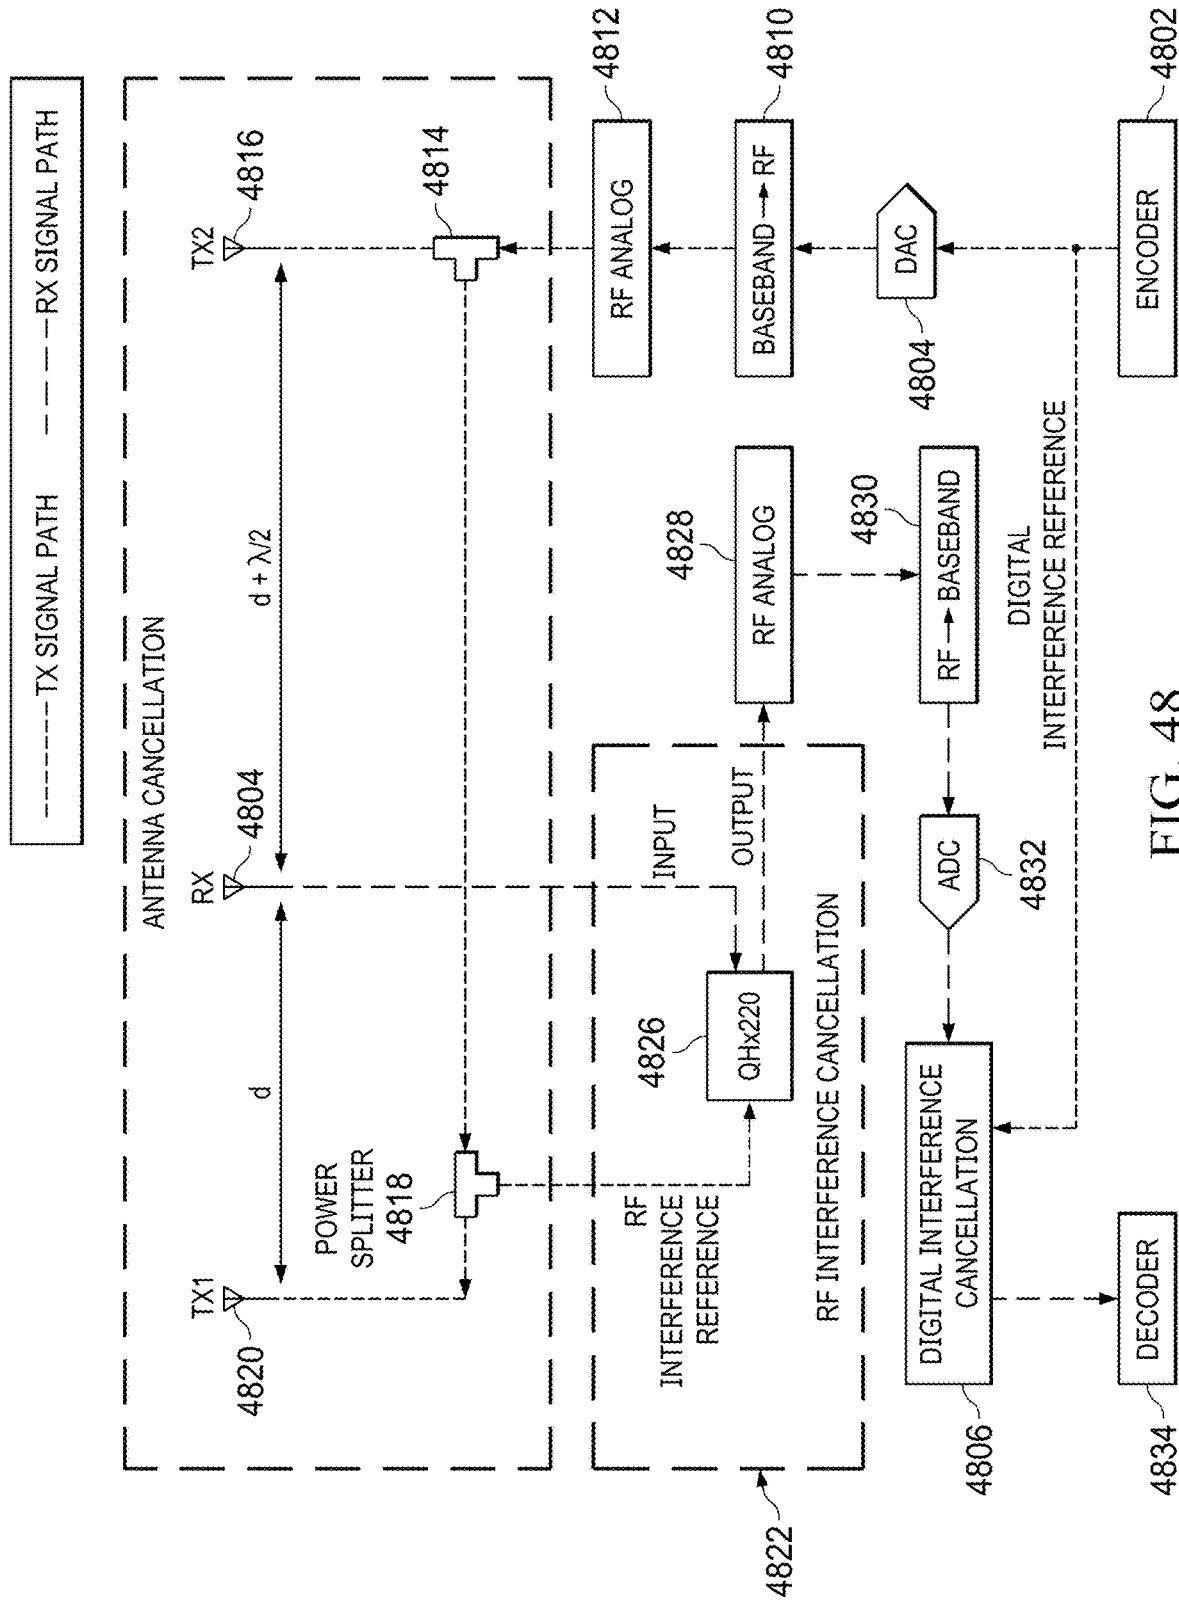 TX SIGNAL PATH
RX SIGNAL PATH
ANTENNA CANCELLATION
TX1
4820
RX
4804
TX2
4816
d
d + λ/2
POWER
SPLITTER
4818
4814
4822
RF
INTERFERENCE
REFERENCE
4826
QHx220
INPUT
OUTPUT
RF INTERFERENCE CANCELLATION
4812
RF ANALOG
4810
BASEBAND RF
4828
RF ANALOG
4830
RF BASEBAND
DAC
4804
ADC
4832
DIGITAL INTERFERENCE
CANCELLATION
4806
DIGITAL
INTERFERENCE REFERENCE
DECODER
4834
ENCODER
4802
FIG. 48